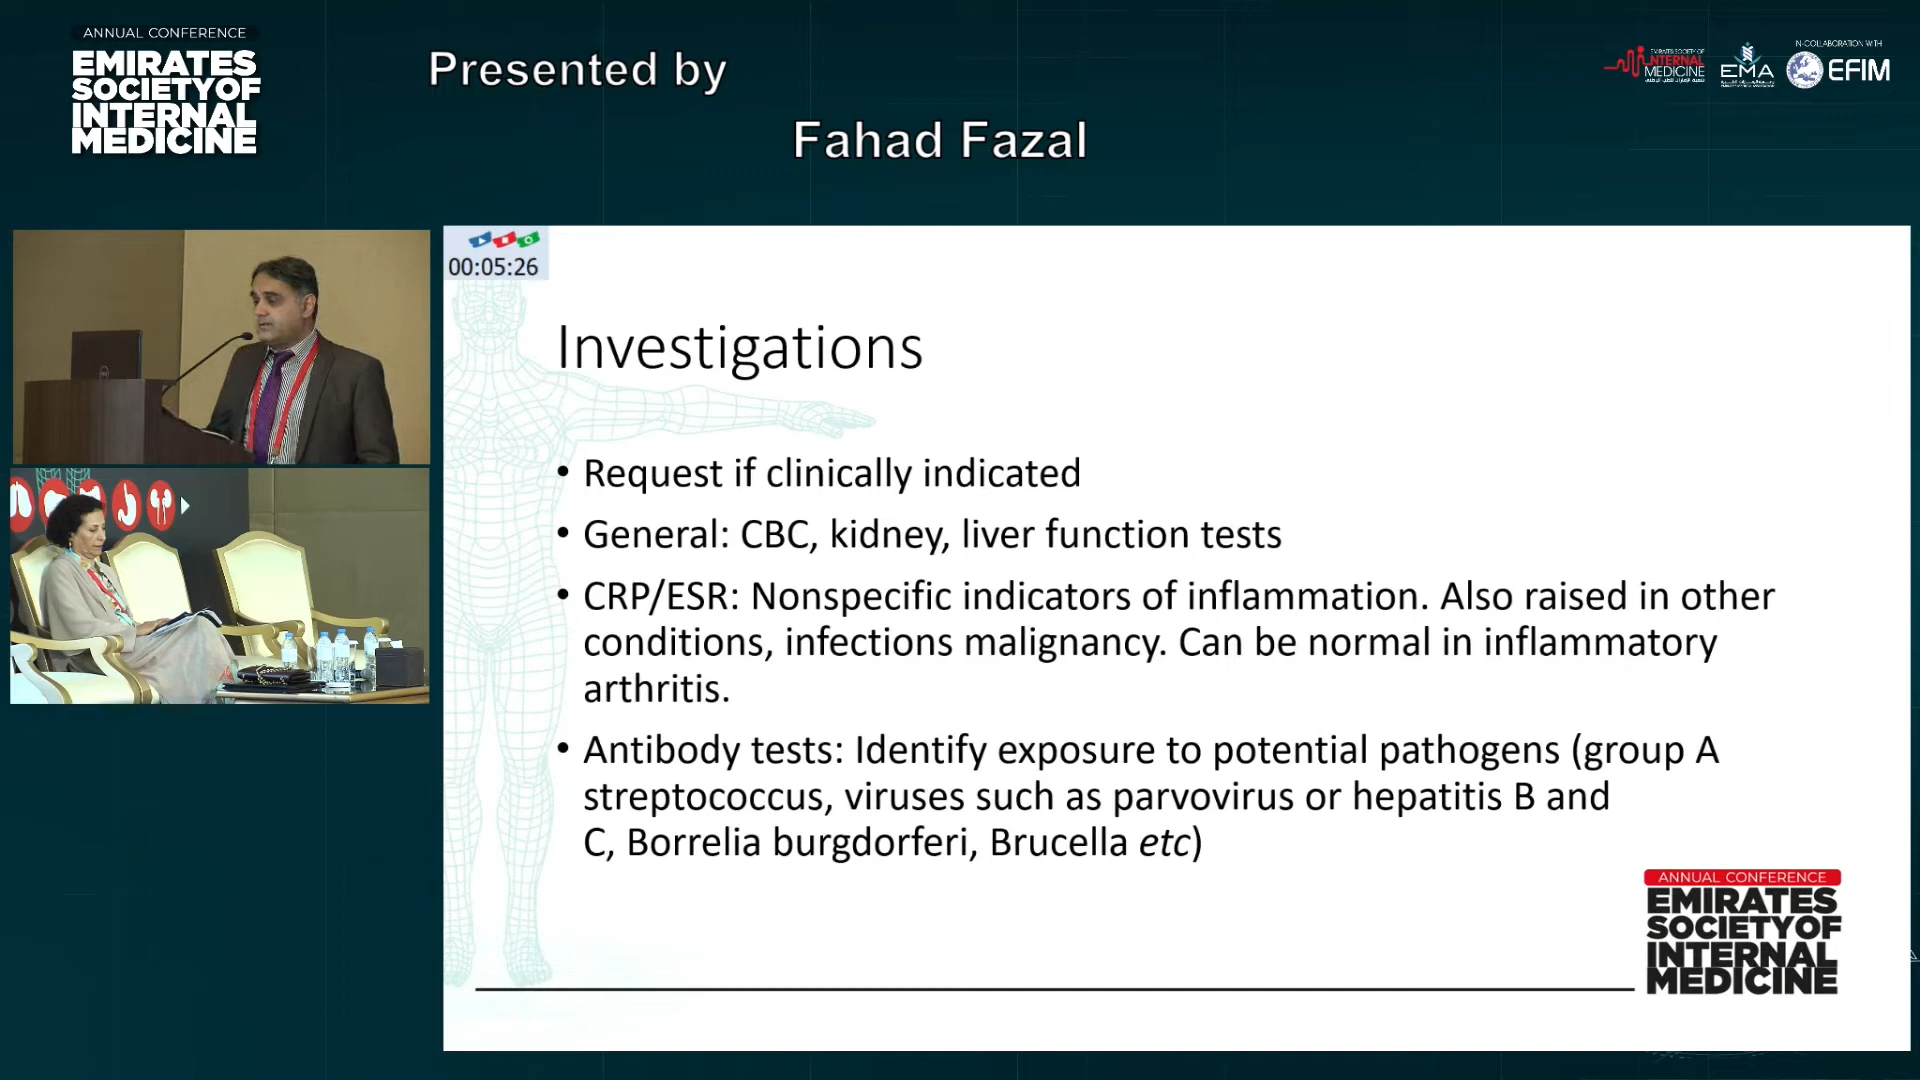 ANNUAL CONFERENCE
EMIRATES
SOCIETYOF
INTERNAL
MEDICINE
Presented by
Fahad Fazal
EMIRATES SOCIETY OF
INTERNAL
MEDICINE
EMA
IN-COLLABORATION WITH
EFIM
00:05:26
Investigations
• Request if clinically indicated
• General: CBC, kidney, liver function tests
• CRP/ESR: Nonspecific indicators of inflammation. Also raised in other
conditions, infections malignancy. Can be normal in inflammatory
arthritis.
• Antibody tests: Identify exposure to potential pathogens (group A
streptococcus, viruses such as parvovirus or hepatitis B and
C, Borrelia burgdorferi, Brucella etc)
ANNUAL CONFERENCE
EMIRATES
SOCIETYOF
INTERNAL
MEDICINE